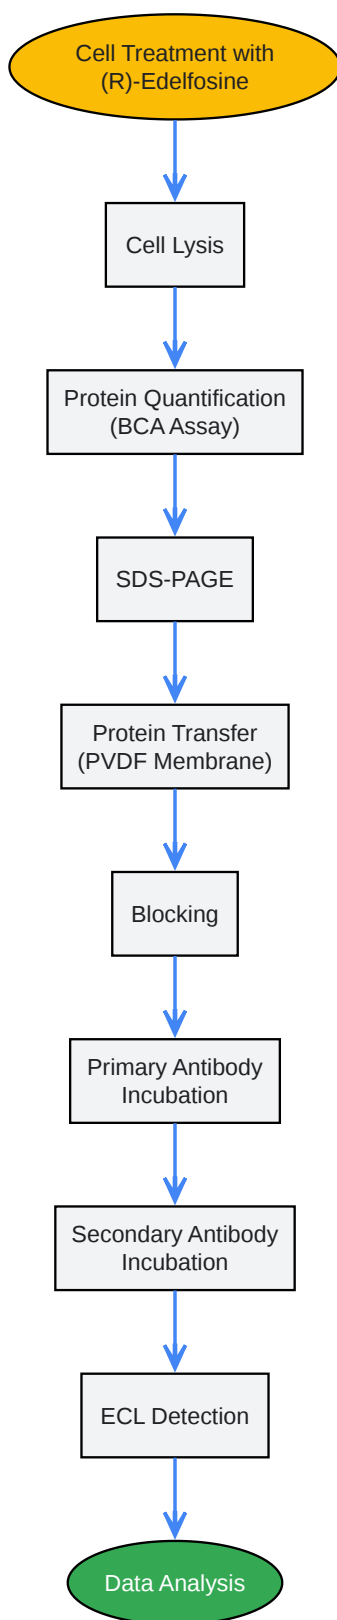 Cell Treatment with
(R)-Edelfosine
Cell Lysis
Protein Quantification
(BCA Assay)
SDS-PAGE
Protein Transfer
(PVDF Membrane)
Blocking
Primary Antibody
Incubation
Secondary Antibody
Incubation
ECL Detection
Data Analysis